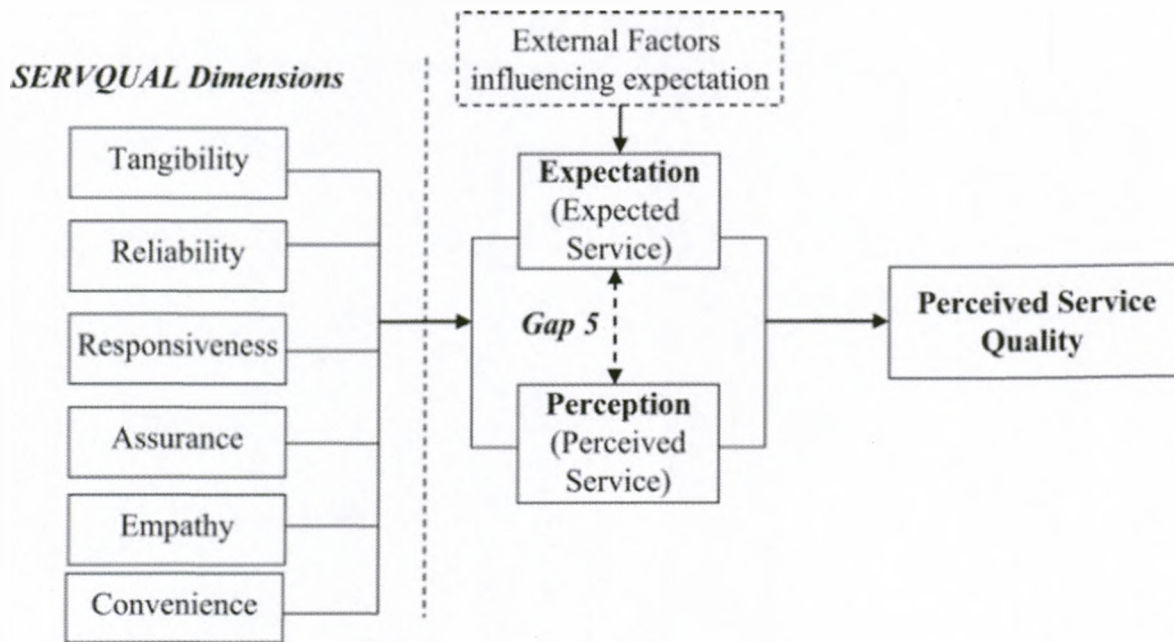 External Factors
influencing expectation
SERVQUAL Dimensions
Tangibility
Reliability
Responsiveness
Assurance
Empathy
Convenience
Expectation
(Expected
Service)
Gap 5
Perception
(Perceived
Service)
Perceived Service
Quality